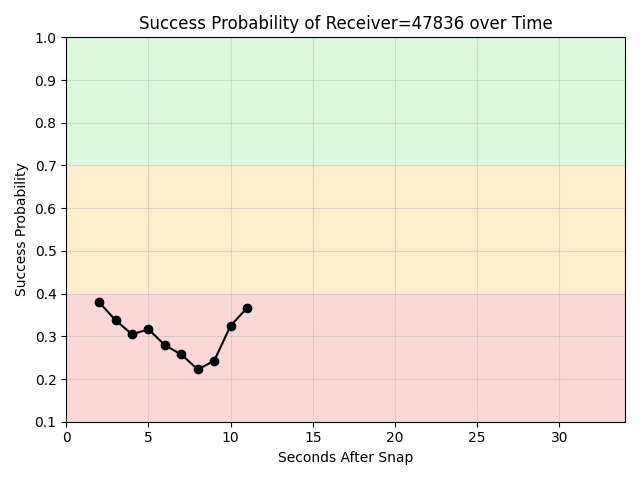 Success Probability of Receiver=47836 over Time
1.0
0.9
0.8
0.7
0.6
0.5
0.4
0.3
0.2
0.1
Success Probability
0 5 10 15 20 25 30
Seconds After Snap